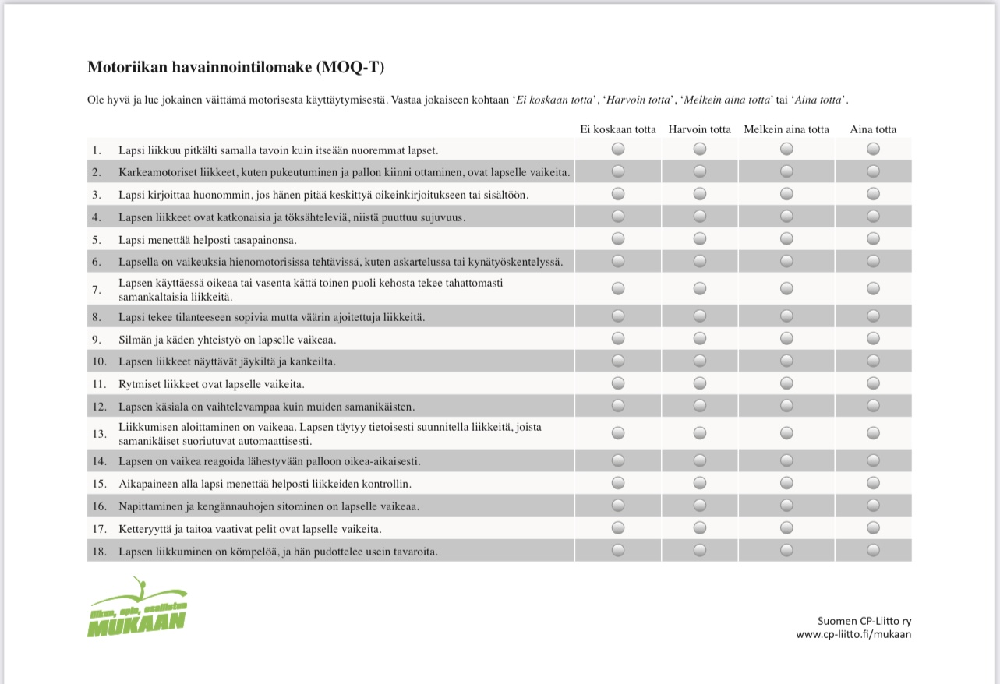 Motoriikan havainnointilomake (MOQ-T)
Ole hyvä ja lue jokainen väittämä motorisesta käyttäytymisestä. Vastaa jokaiseen kohtaan ‘Ei koskaan totta’, ‘Harvoin totta’, ‘Melkein aina totta’ tai ‘Aina totta’.
Ei koskaan totta Harvoin totta Melkein aina totta Aina totta
1. Lapsi liikkuu pitkälti samalla tavoin kuin itseään nuoremmat lapset.
2. Karkeamotoriset liikkeet, kuten pukeutuminen ja pallon kiinni ottaminen, ovat lapselle vaikeita.
3. Lapsi kirjoittaa huonommin, jos hänen pitää keskittyä oikeinkirjoitukseen tai sisältöön.
4. Lapsen liikkeet ovat katkonaisia ja töksähteleviä, niistä puuttuu sujuvuus.
5. Lapsi menettää helposti tasapainonsa.
6. Lapsella on vaikeuksia hienomotorisissa tehtävissä, kuten askartelussa tai kynätyöskentelyssä.
7. Lapsen käyttäessä oikeaa tai vasenta kättä toinen puoli kehosta tekee tahattomasti
samankaltaisia liikkeitä.
8. Lapsi tekee tilanteeseen sopivia mutta väärin ajoitettuja liikkeitä.
9. Silmän ja käden yhteistyö on lapselle vaikeaa.
10. Lapsen liikkeet näyttävät jäykiltä ja kankeilta.
11. Rytmiset liikkeet ovat lapselle vaikeita.
12. Lapsen käsiala on vaihtelevampaa kuin muiden samanikäisten.
13. Liikkumisen aloittaminen on vaikeaa. Lapsen täytyy tietoisesti suunnitella liikkeitä, joista
samanikäiset suoriutuvat automaattisesti.
14. Lapsen on vaikea reagoida lähestyvään palloon oikea-aikaisesti.
15. Aikapaineen alla lapsi menettää helposti liikkeiden kontrollin.
16. Napittaminen ja kengännauhojen sitominen on lapselle vaikeaa.
17. Ketteryyttä ja taitoa vaativat pelit ovat lapselle vaikeita.
18. Lapsen liikkuminen on kömpelöä, ja hän pudottelee usein tavaroita.
liikun, opin, osallistun
MUKAAN
Suomen CP-Liitto ry
www.cp-liitto.fi/mukaan